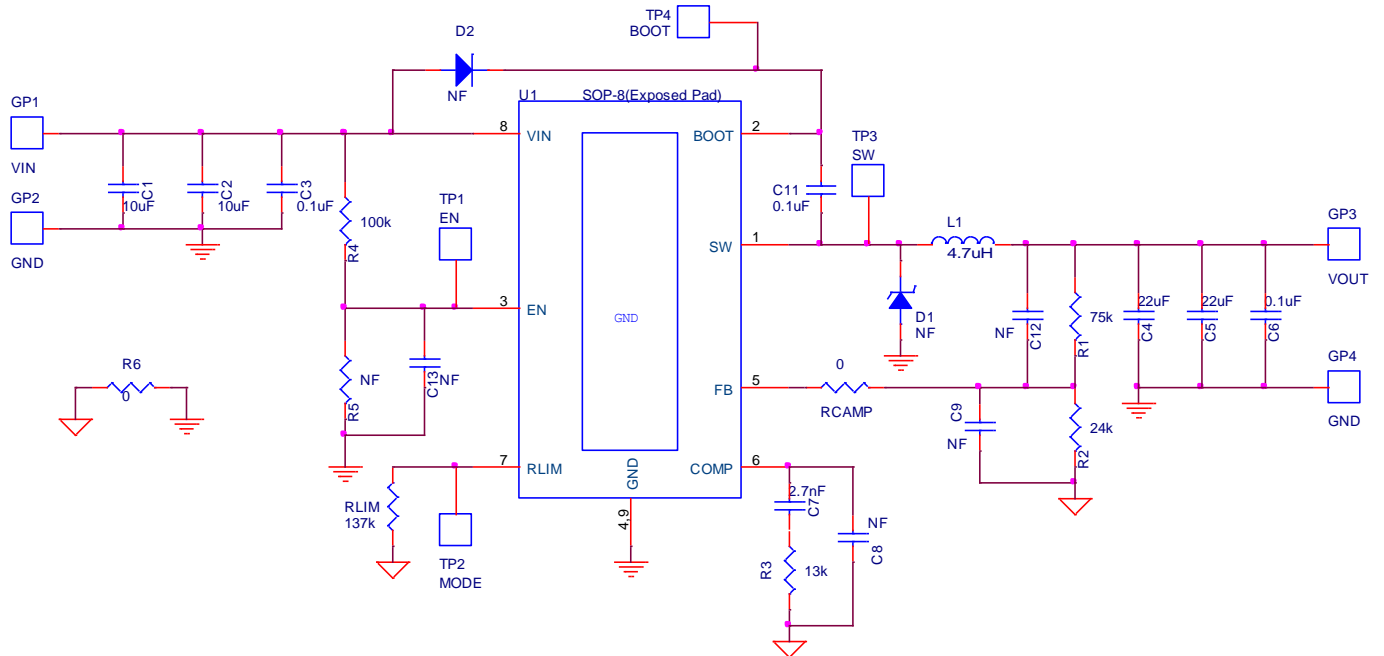 TP4
BOOT
D2
NF
U1
SOP-8(Exposed Pad)
GP1
VIN
8
VIN
BOOT
2
TP3
SW
C1
10uF
C2
10uF
C3
0.1uF
GP2
GND
100k
R4
TP1
EN
C11
0.1uF
SW
1
L1
4.7uH
GP3
VOUT
3
EN
GND
D1
NF
NF
C12
75k
R1
22uF
C4
22uF
C5
0.1uF
C6
R6
0
NF
R5
NF
C13
FB
5
0
RCAMP
GP4
GND
C9
NF
24k
R2
7
RLIM
GND
4,9
COMP
6
RLIM
137k
TP2
MODE
2.7nF
C7
NF
C8
R3
13k